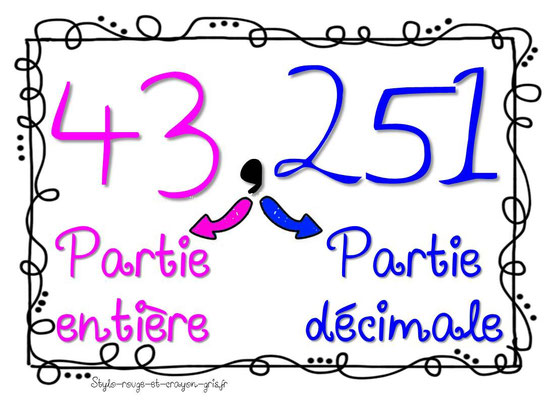 43,251
Partie Partie
entière décimale
Stylo-rouge-et-crayon-gris.fr